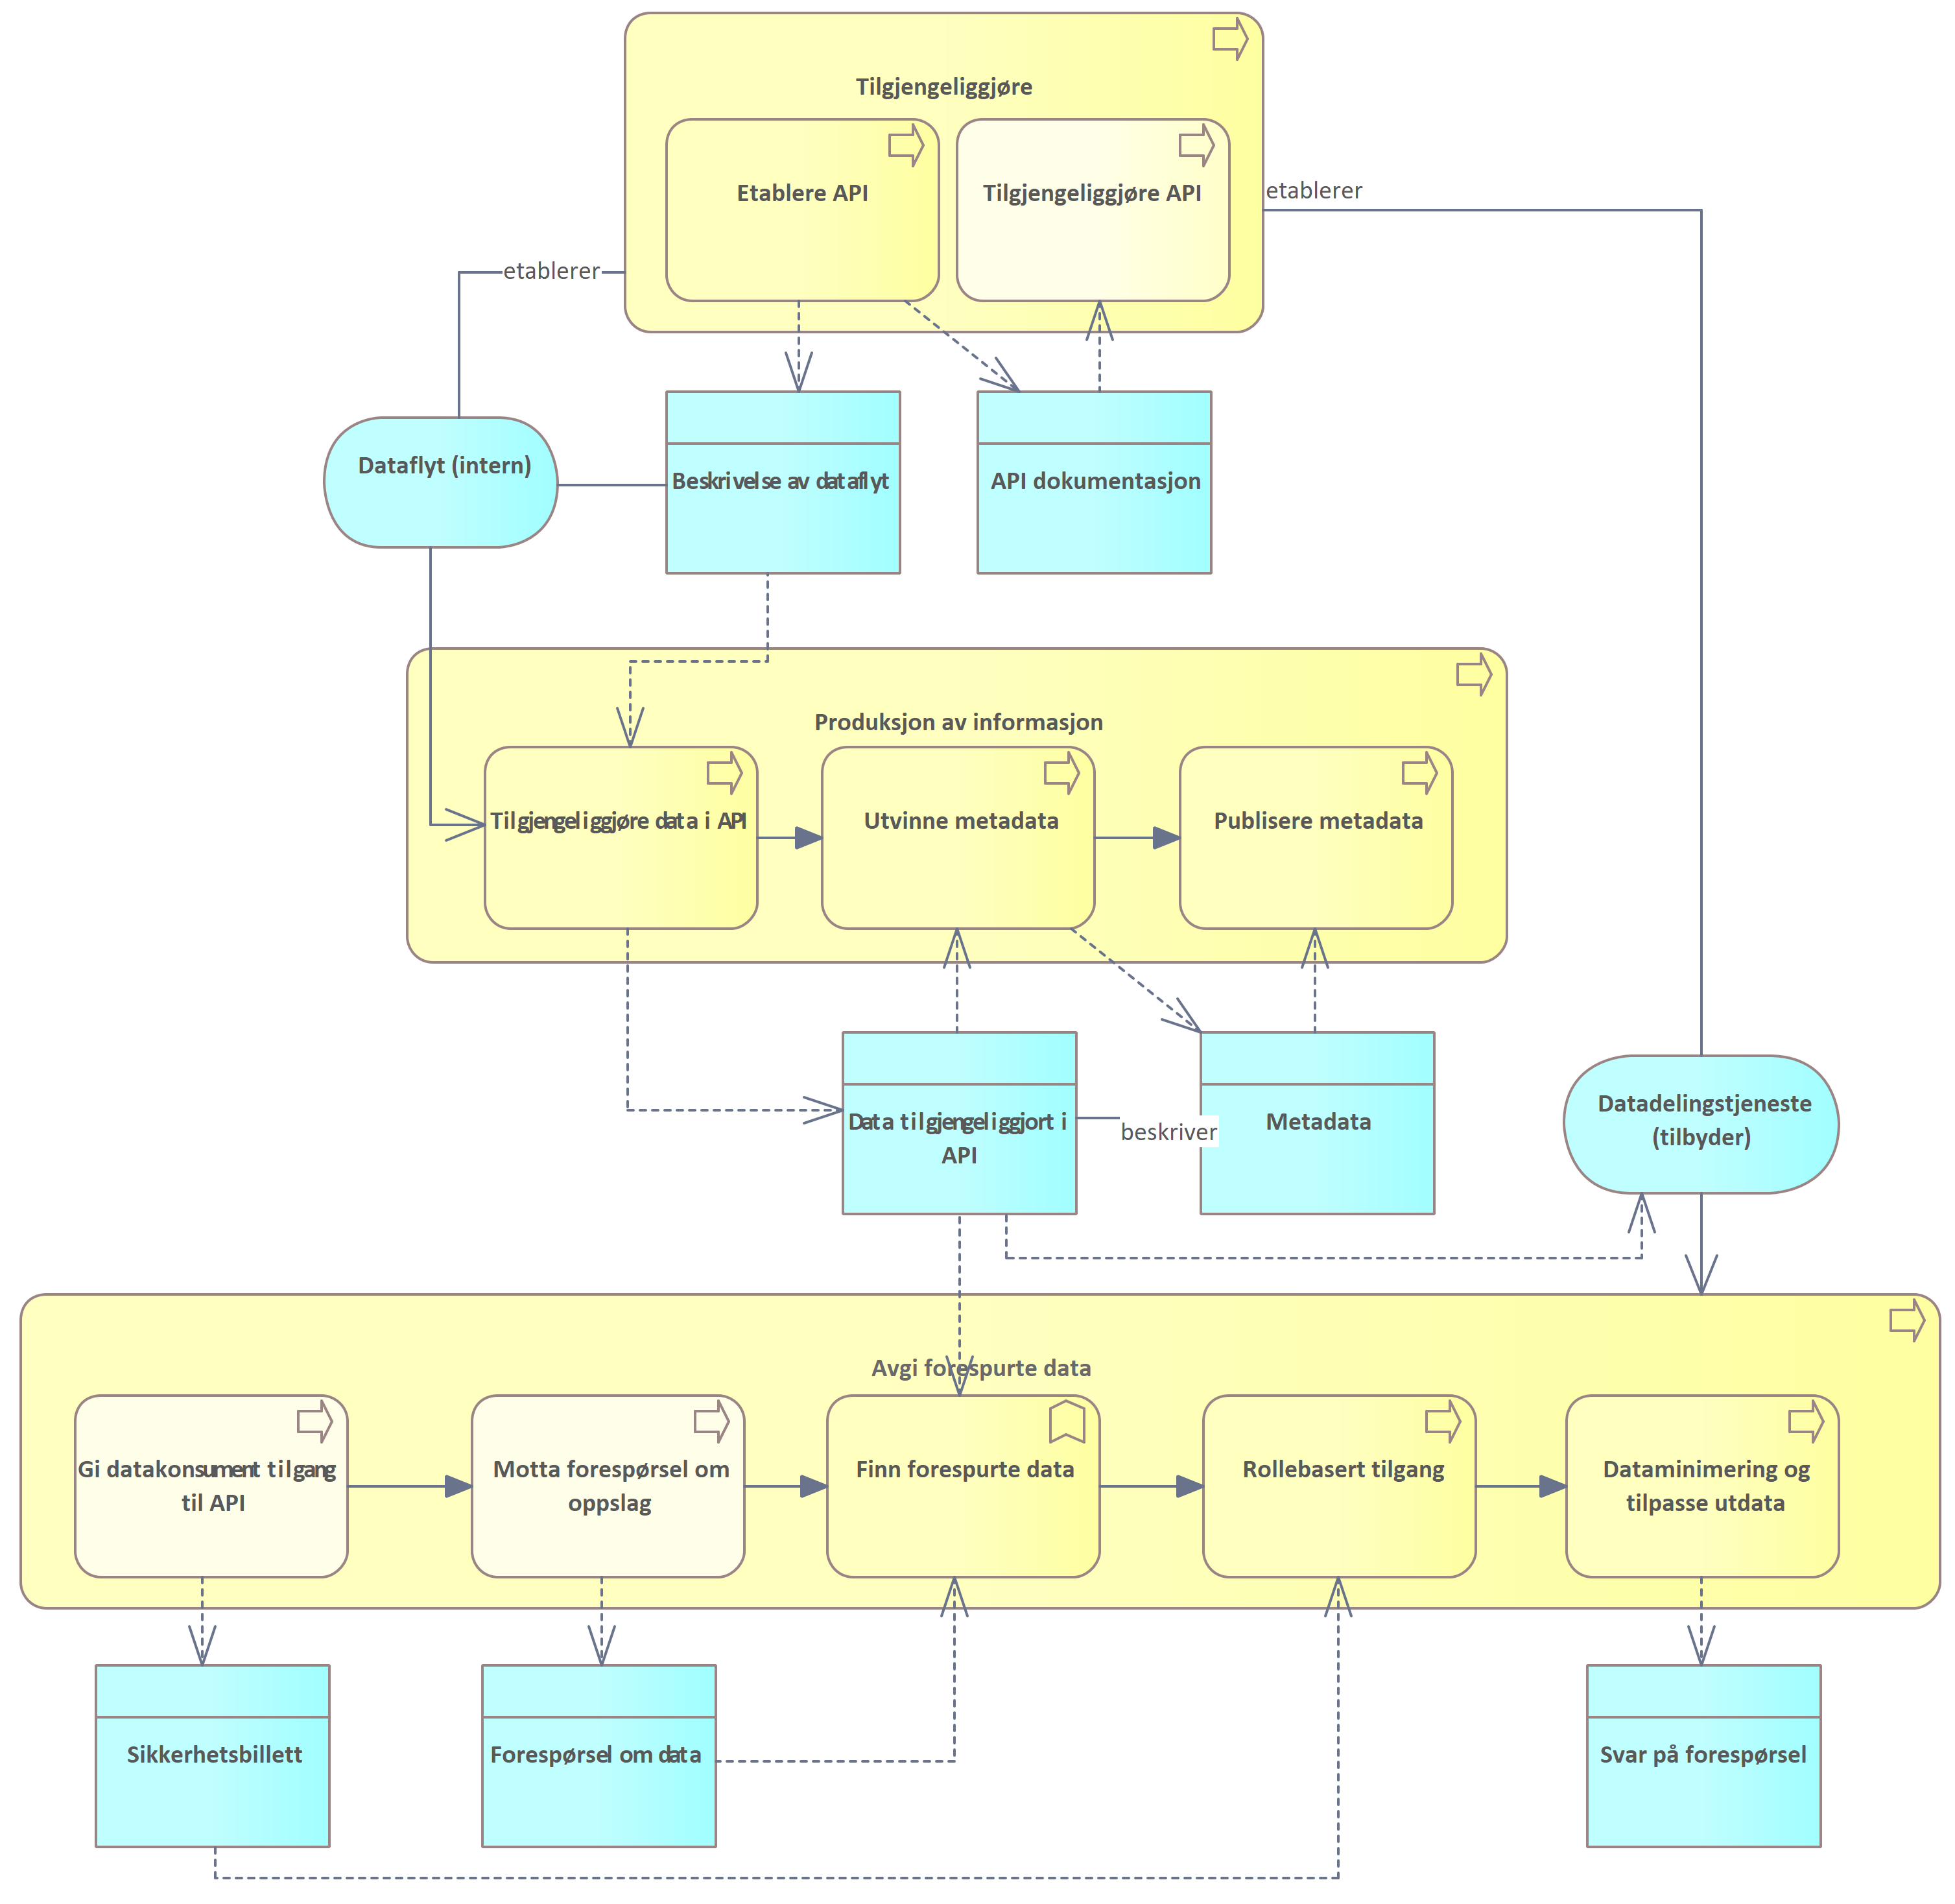 Tilgjengeliggjøre
Etablere API
Tilgjengeliggjøre API
etablerer
etablerer
Dataflyt (intern)
Beskrivelse av dataflyt
API dokumentasjon
Produksjon av informasjon
Tilgjengeliggjøre data i API
Utvinne metadata
Publisere metadata
Data tilgjengeliggjort i
API
beskriver
Metadata
Datadelingstjeneste
(tilbyder)
Avgi forespurte data
Gi datakonsument tilgang
til API
Motta forespørsel om
oppslag
Finn forespurte data
Rollebasert tilgang
Dataminimering og
tilpasse utdata
Sikkerhetsbillett
Forespørsel om data
Svar på forespørsel